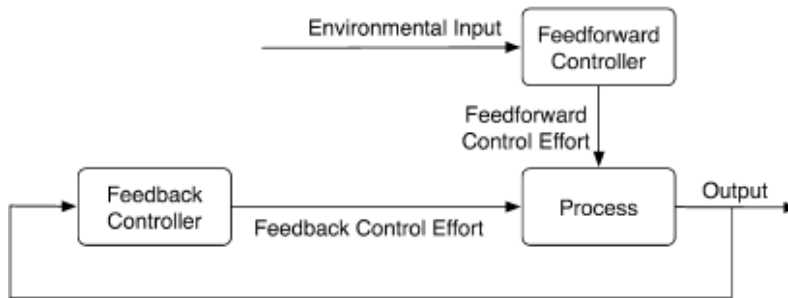 Environmental Input
Feedforward
Controller
Feedforward
Control Effort
Feedback
Controller
Feedback Control Effort
Process
Output